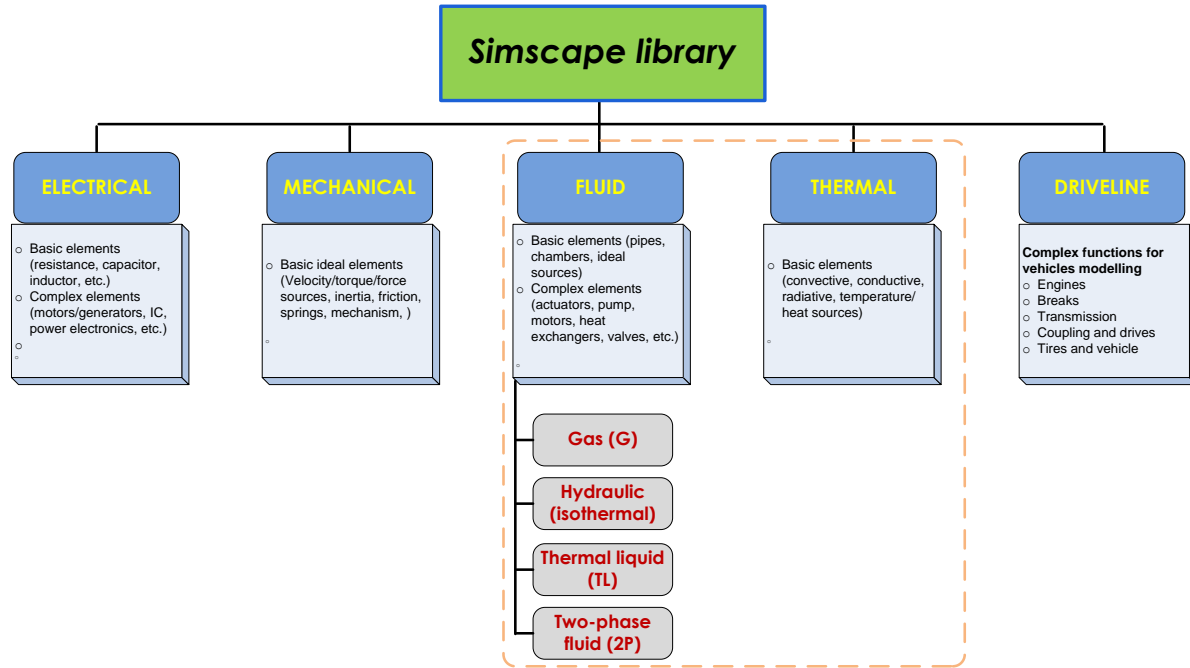 Simscape library
ELECTRICAL
MECHANICAL
FLUID
THERMAL
DRIVELINE
Basic elements
(resistance, capacitor,
inductor, etc.)
Complex elements
(motors/generators, IC,
power electronics, etc.)
Basic ideal elements
(Velocity/torque/force
sources, inertia, friction,
springs, mechanism, )
Basic elements (pipes,
chambers, ideal
sources)
Complex elements
(actuators, pump,
motors, heat
exchangers, valves, etc.)
Basic elements
(convective, conductive,
radiative, temperature/
heat sources)
Complex functions for
vehicles modelling
Engines
Breaks
Transmission
Coupling and drives
Tires and vehicle
Gas (G)
Hydraulic
(isothermal)
Thermal liquid
(TL)
Two-phase
fluid (2P)